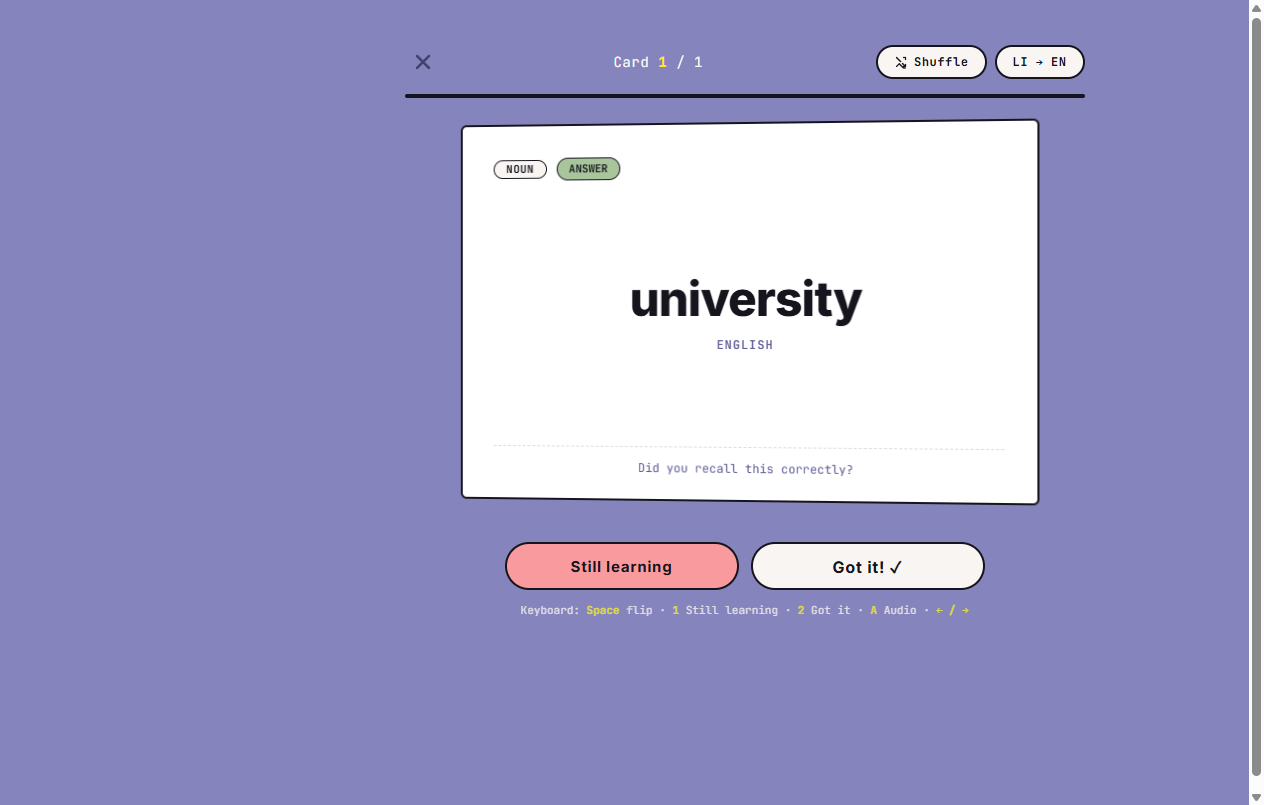 Card 1 / 1
Shuffle
LI → EN
NOUN
ANSWER
university
ENGLISH
Did you recall this correctly?
Still learning
Got it! ✓
Keyboard: Space flip · 1 Still learning · 2 Got it · A Audio · ← / →